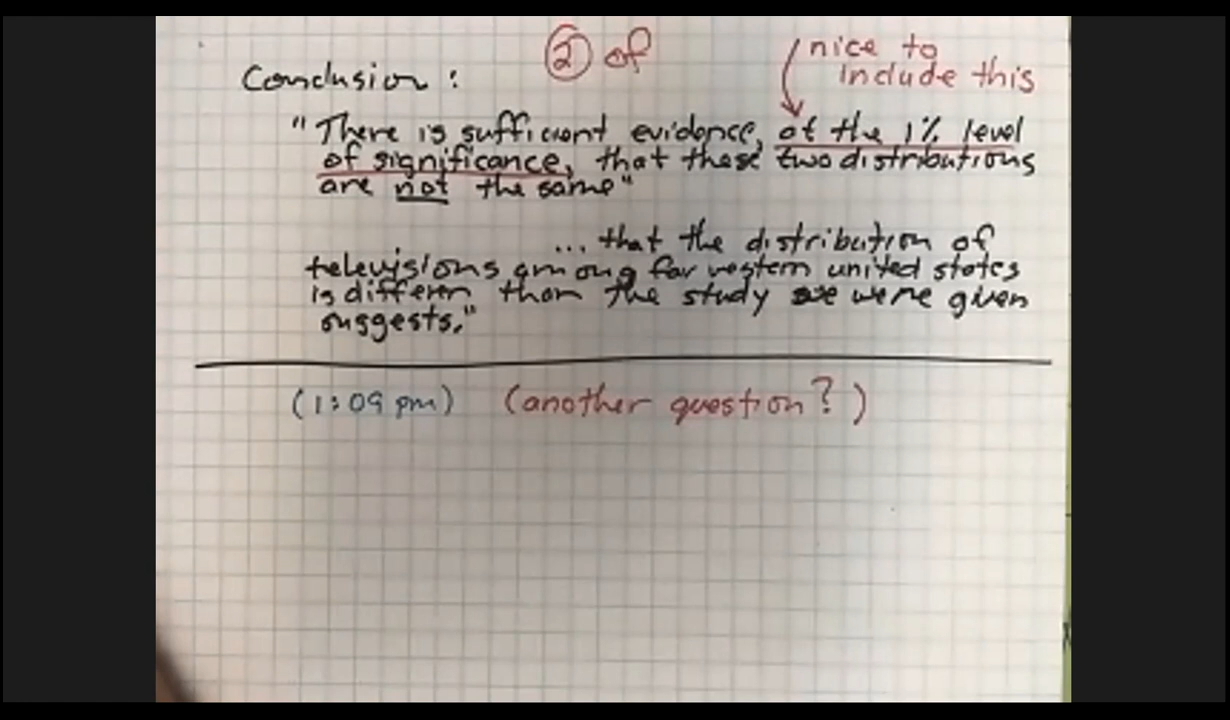 ② of
nice to
include this
Conclusion:
"There is sufficient evidence, at the 1% level
of significance, that these two distributions
are not the same"
... that the distribution of
televisions among far western united states
is differen than the study we were given
suggests."
(1:09 pm) (another question?)